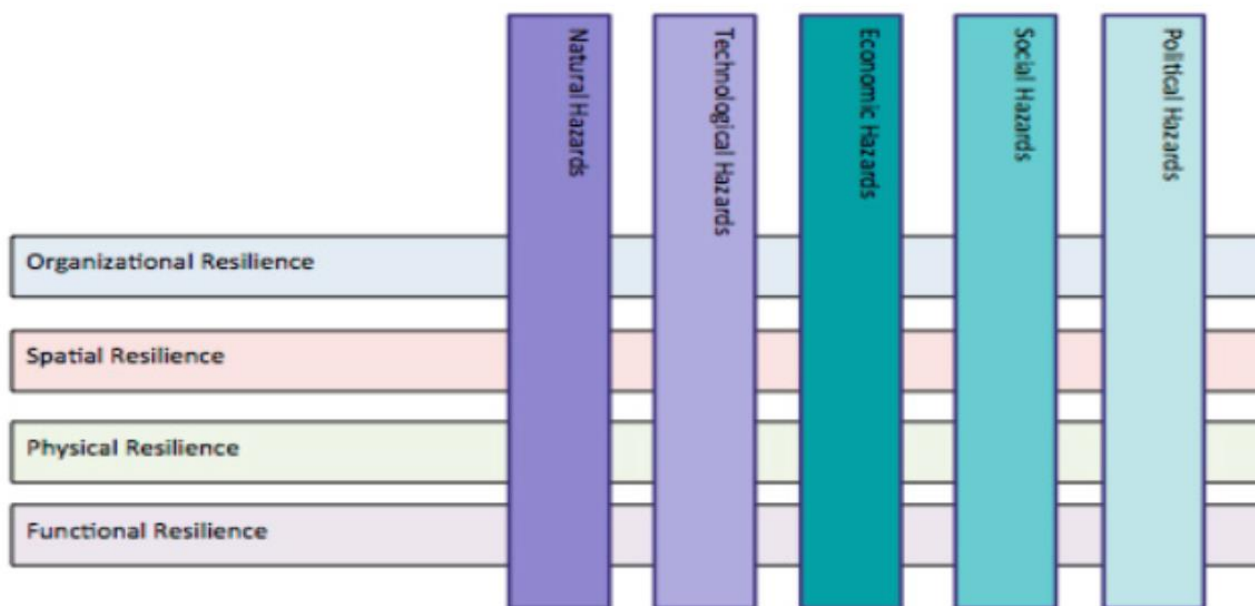 Natural Hazards
Technological Hazards
Economic Hazards
Social Hazards
Political Hazards
Organizational Resilience
Spatial Resilience
Physical Resilience
Functional Resilience